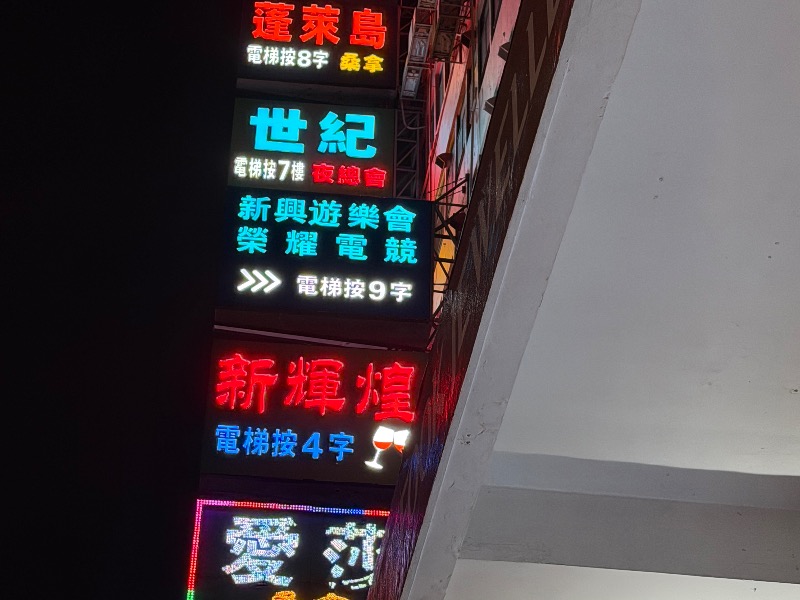 蓬萊島
電梯按8字 桑拿
世紀
電梯按7樓 夜總會
新興遊樂會
榮耀電競
>>> 電梯按9字
新輝煌
電梯按4字
愛莎